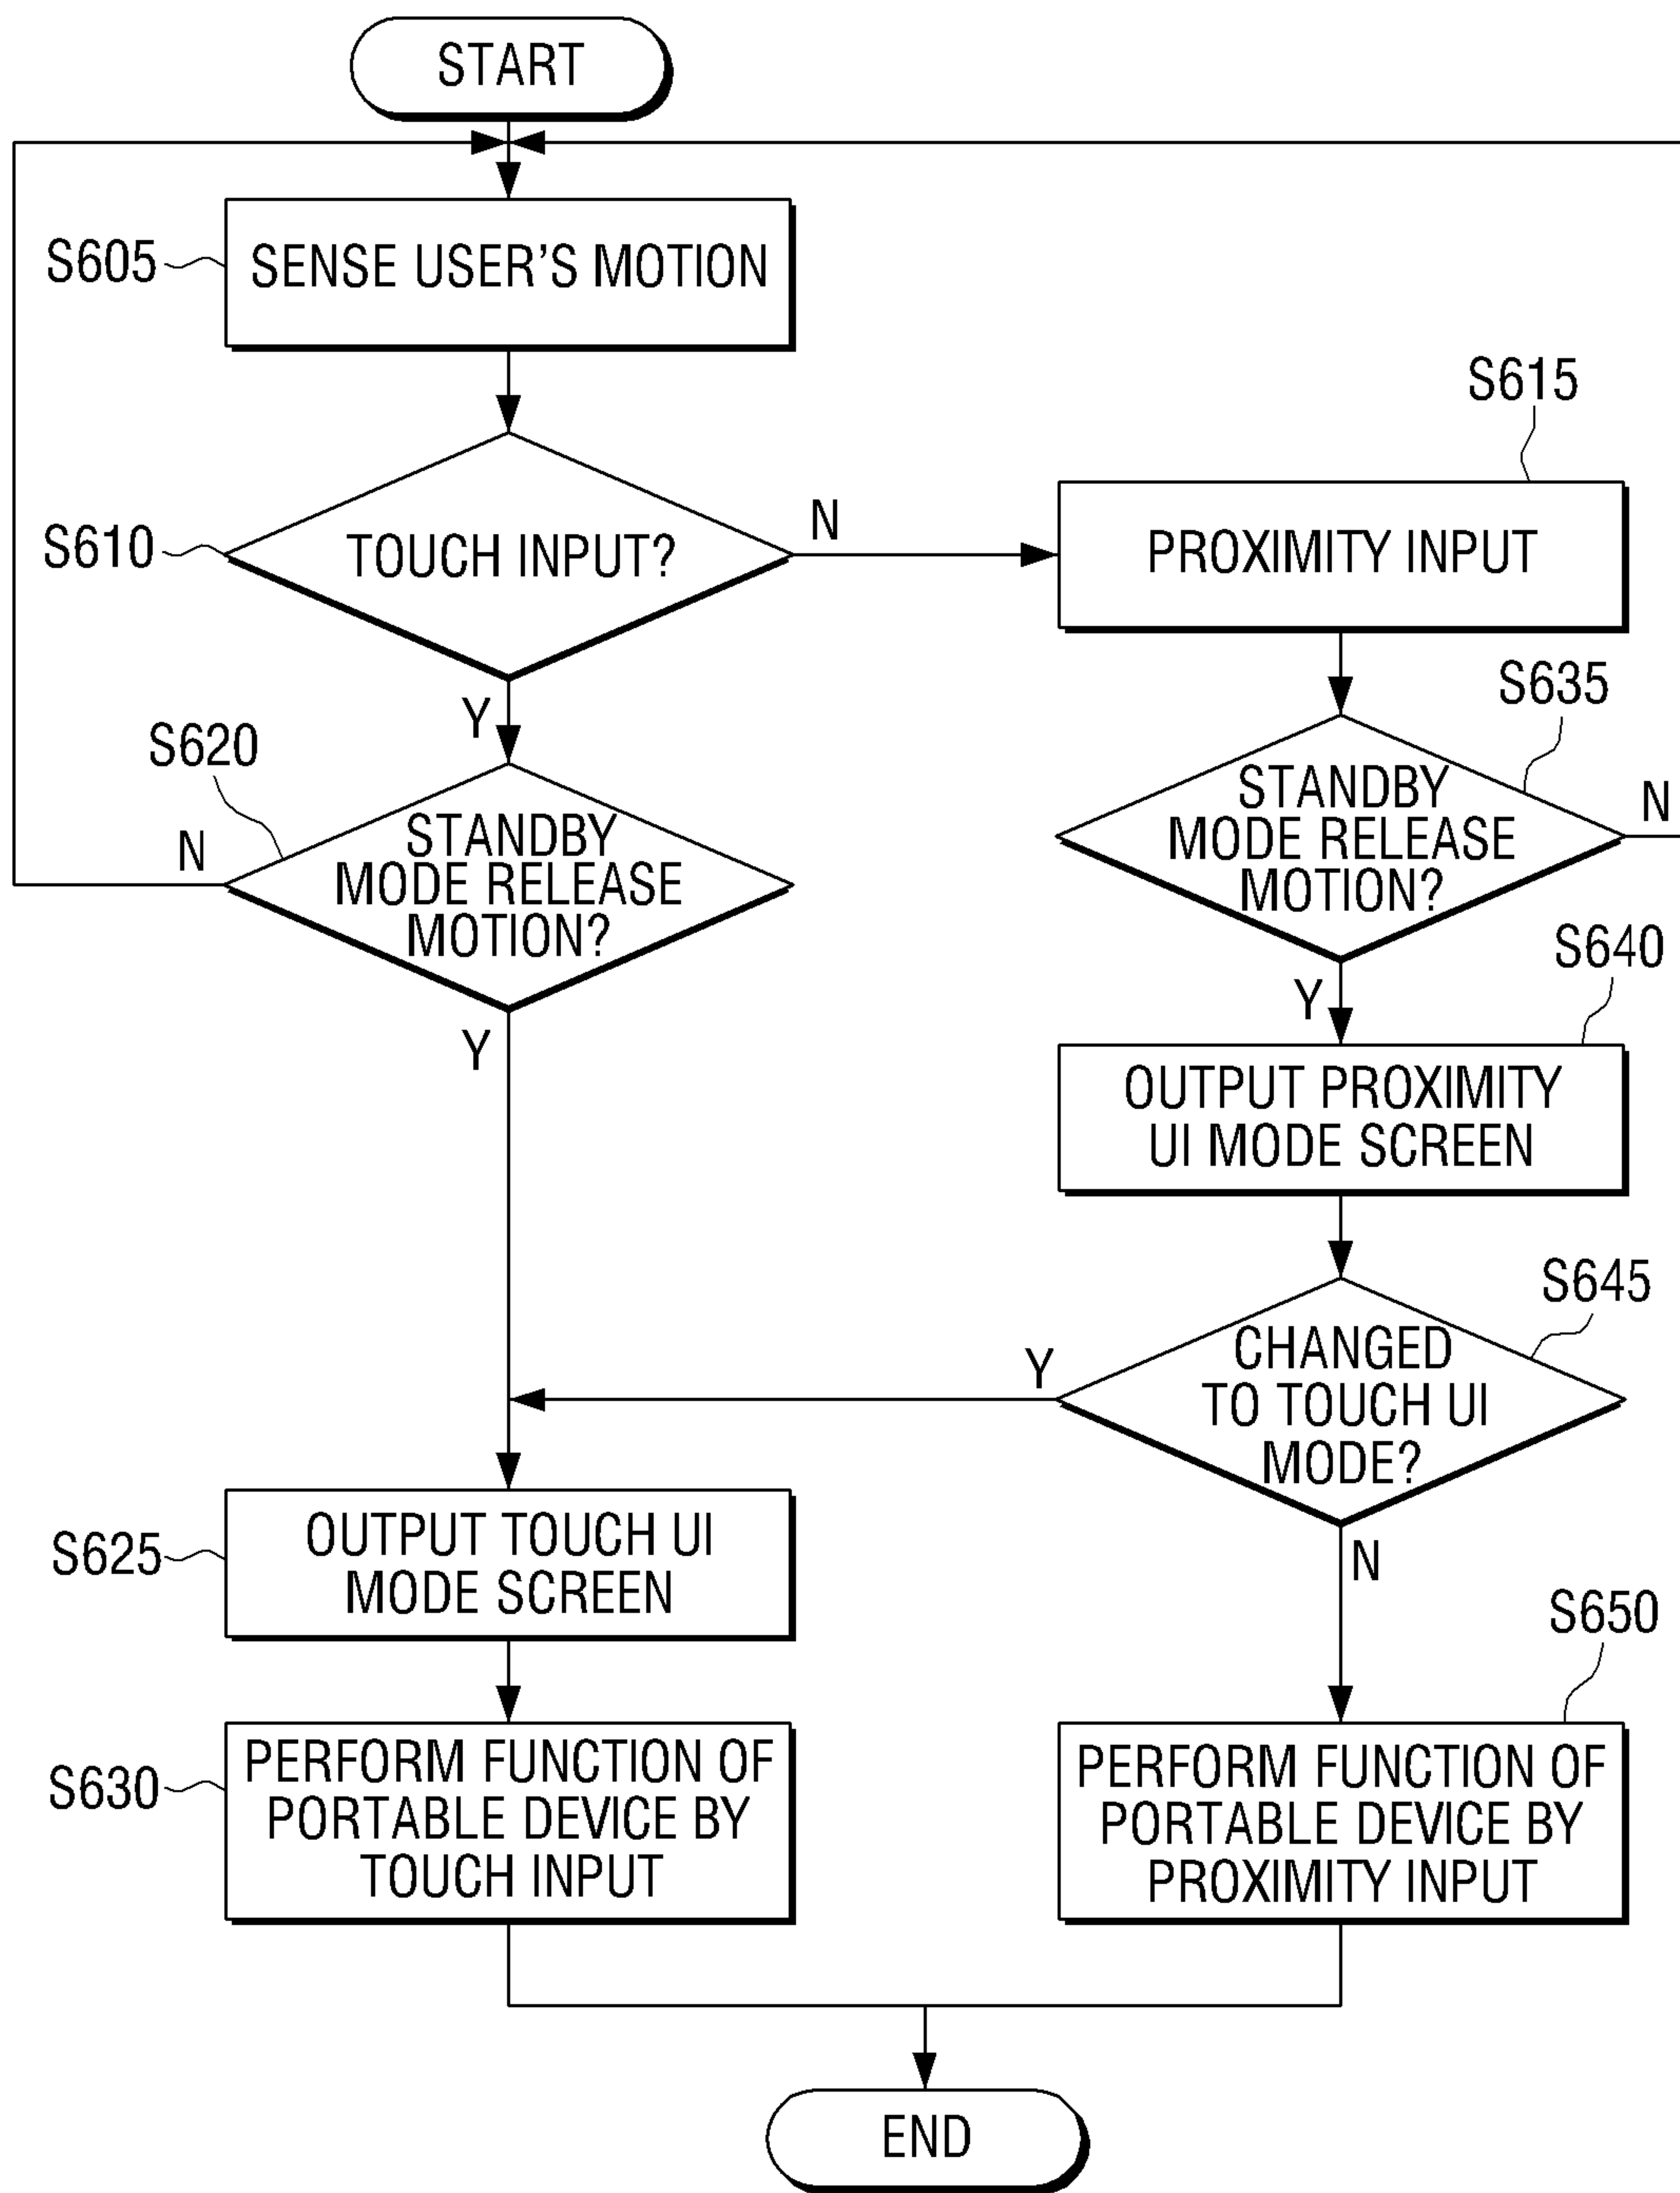 START
S605
SENSE USER'S MOTION
S610
TOUCH INPUT?
N
Y
S615
PROXIMITY INPUT
S620
STANDBY
MODE RELEASE
MOTION?
N
Y
S635
STANDBY
MODE RELEASE
MOTION?
N
Y
S640
OUTPUT PROXIMITY
UI MODE SCREEN
S645
CHANGED
TO TOUCH UI
MODE?
Y
N
S625
OUTPUT TOUCH UI
MODE SCREEN
S630
PERFORM FUNCTION OF
PORTABLE DEVICE BY
TOUCH INPUT
S650
PERFORM FUNCTION OF
PORTABLE DEVICE BY
PROXIMITY INPUT
END